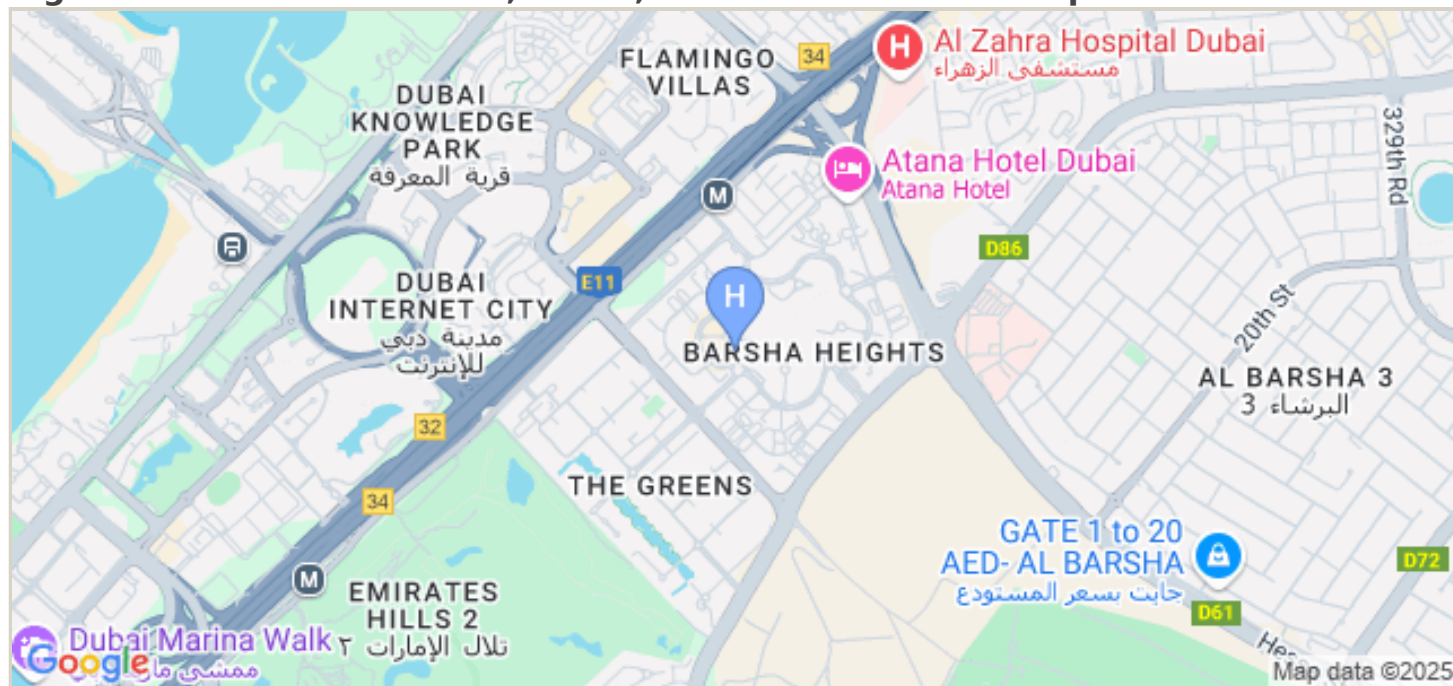 FLAMINGO
VILLAS
34
H
Al Zahra Hospital Dubai
مستشفى الزهراء
DUBAI
KNOWLEDGE
PARK
قرية المعرفة
329th Rd
Atana Hotel Dubai
Atana Hotel
M
D86
E11
H
DUBAI
INTERNET CITY
مدينة دبي
للإنترنت
BARSHA HEIGHTS
20th St
AL BARSHA 3
البرشاء 3
32
34
THE GREENS
GATE 1 to 20
AED- AL BARSHA
جايت بسعر المستودع
D72
D61
M
EMIRATES
HILLS 2
تلال الإمارات ٢
Dubai Marina Walk
ممشى
Google
Map data ©2025